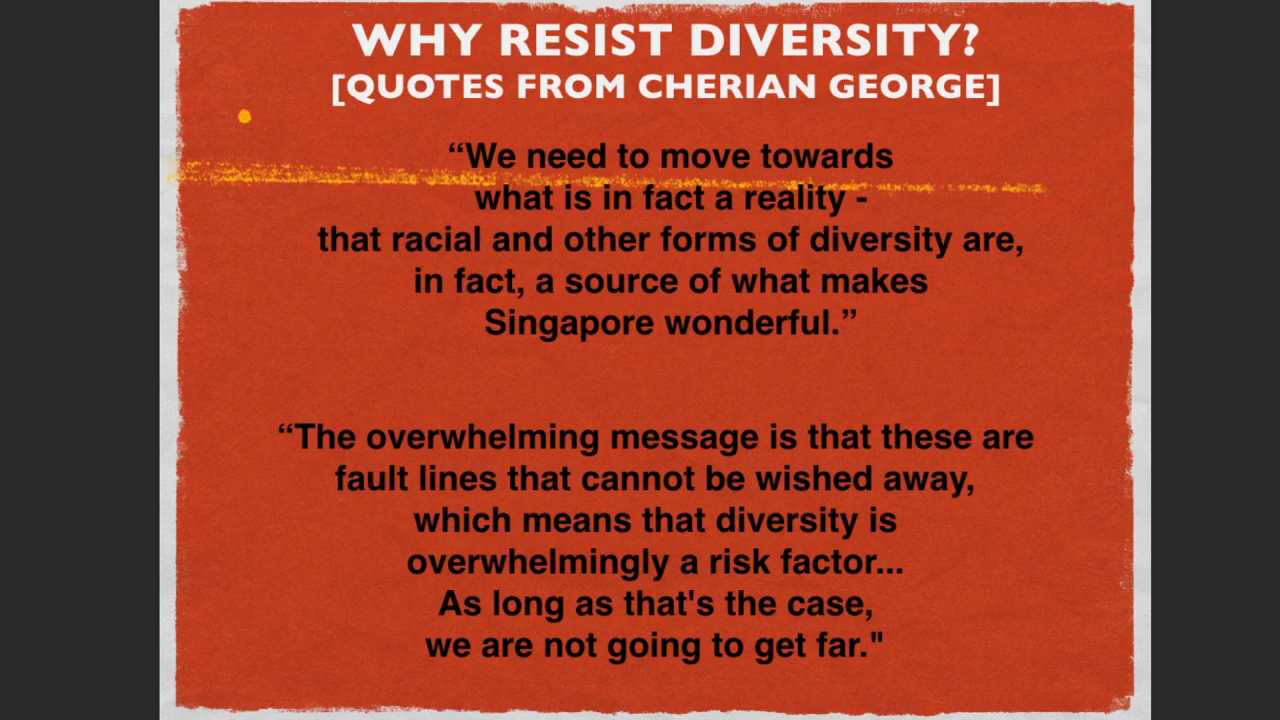 WHY RESIST DIVERSITY?
[QUOTES FROM CHERIAN GEORGE]
“We need to move towards
what is in fact a reality -
that racial and other forms of diversity are,
in fact, a source of what makes
Singapore wonderful.”
“The overwhelming message is that these are
fault lines that cannot be wished away,
which means that diversity is
overwhelmingly a risk factor...
As long as that's the case,
we are not going to get far."